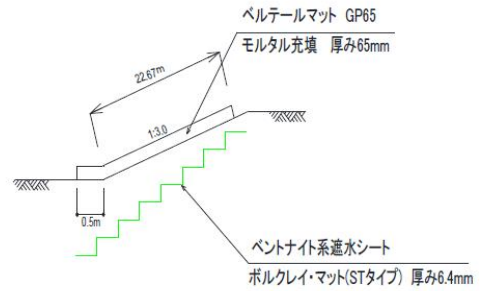 ベルテールマット GP65
モルタル充填 厚み65mm
22.67m
1:3.0
0.5m
ベントナイト系遮水シート
ボルクレイ・マット(STタイプ) 厚み6.4mm